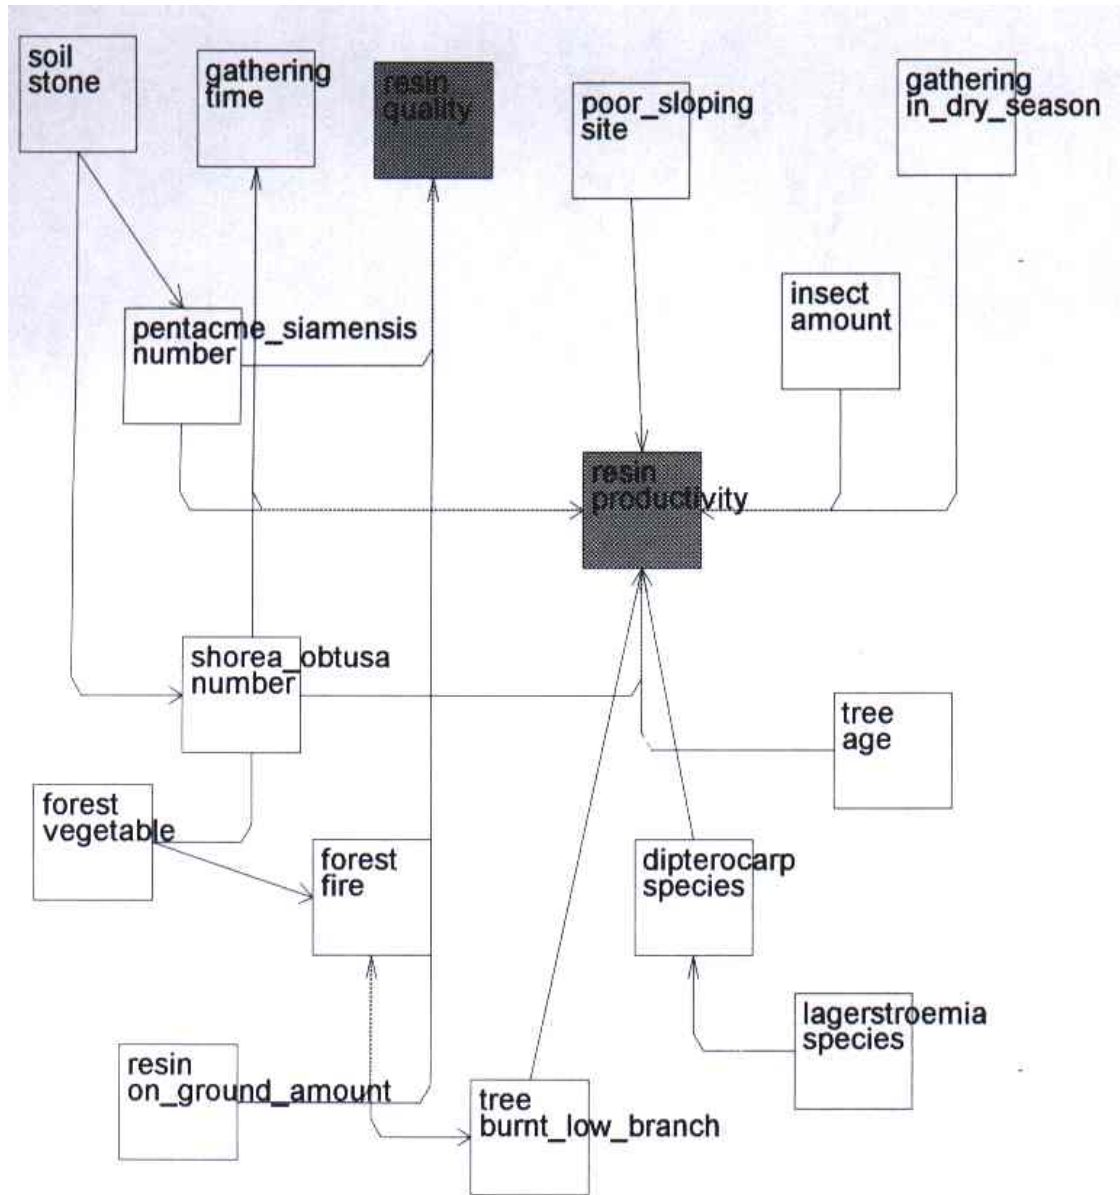 soil
stone
gathering
time
resin
quality
poor_sloping
site
gathering
in_dry_season
insect
amount
pentacme_siamensis
number
resin
productivity
shorea_obtusa
number
tree
age
forest
vegetable
forest
fire
dipterocarp
species
lagerstroemia
species
resin
on_ground_amount
tree
burnt_low_branch